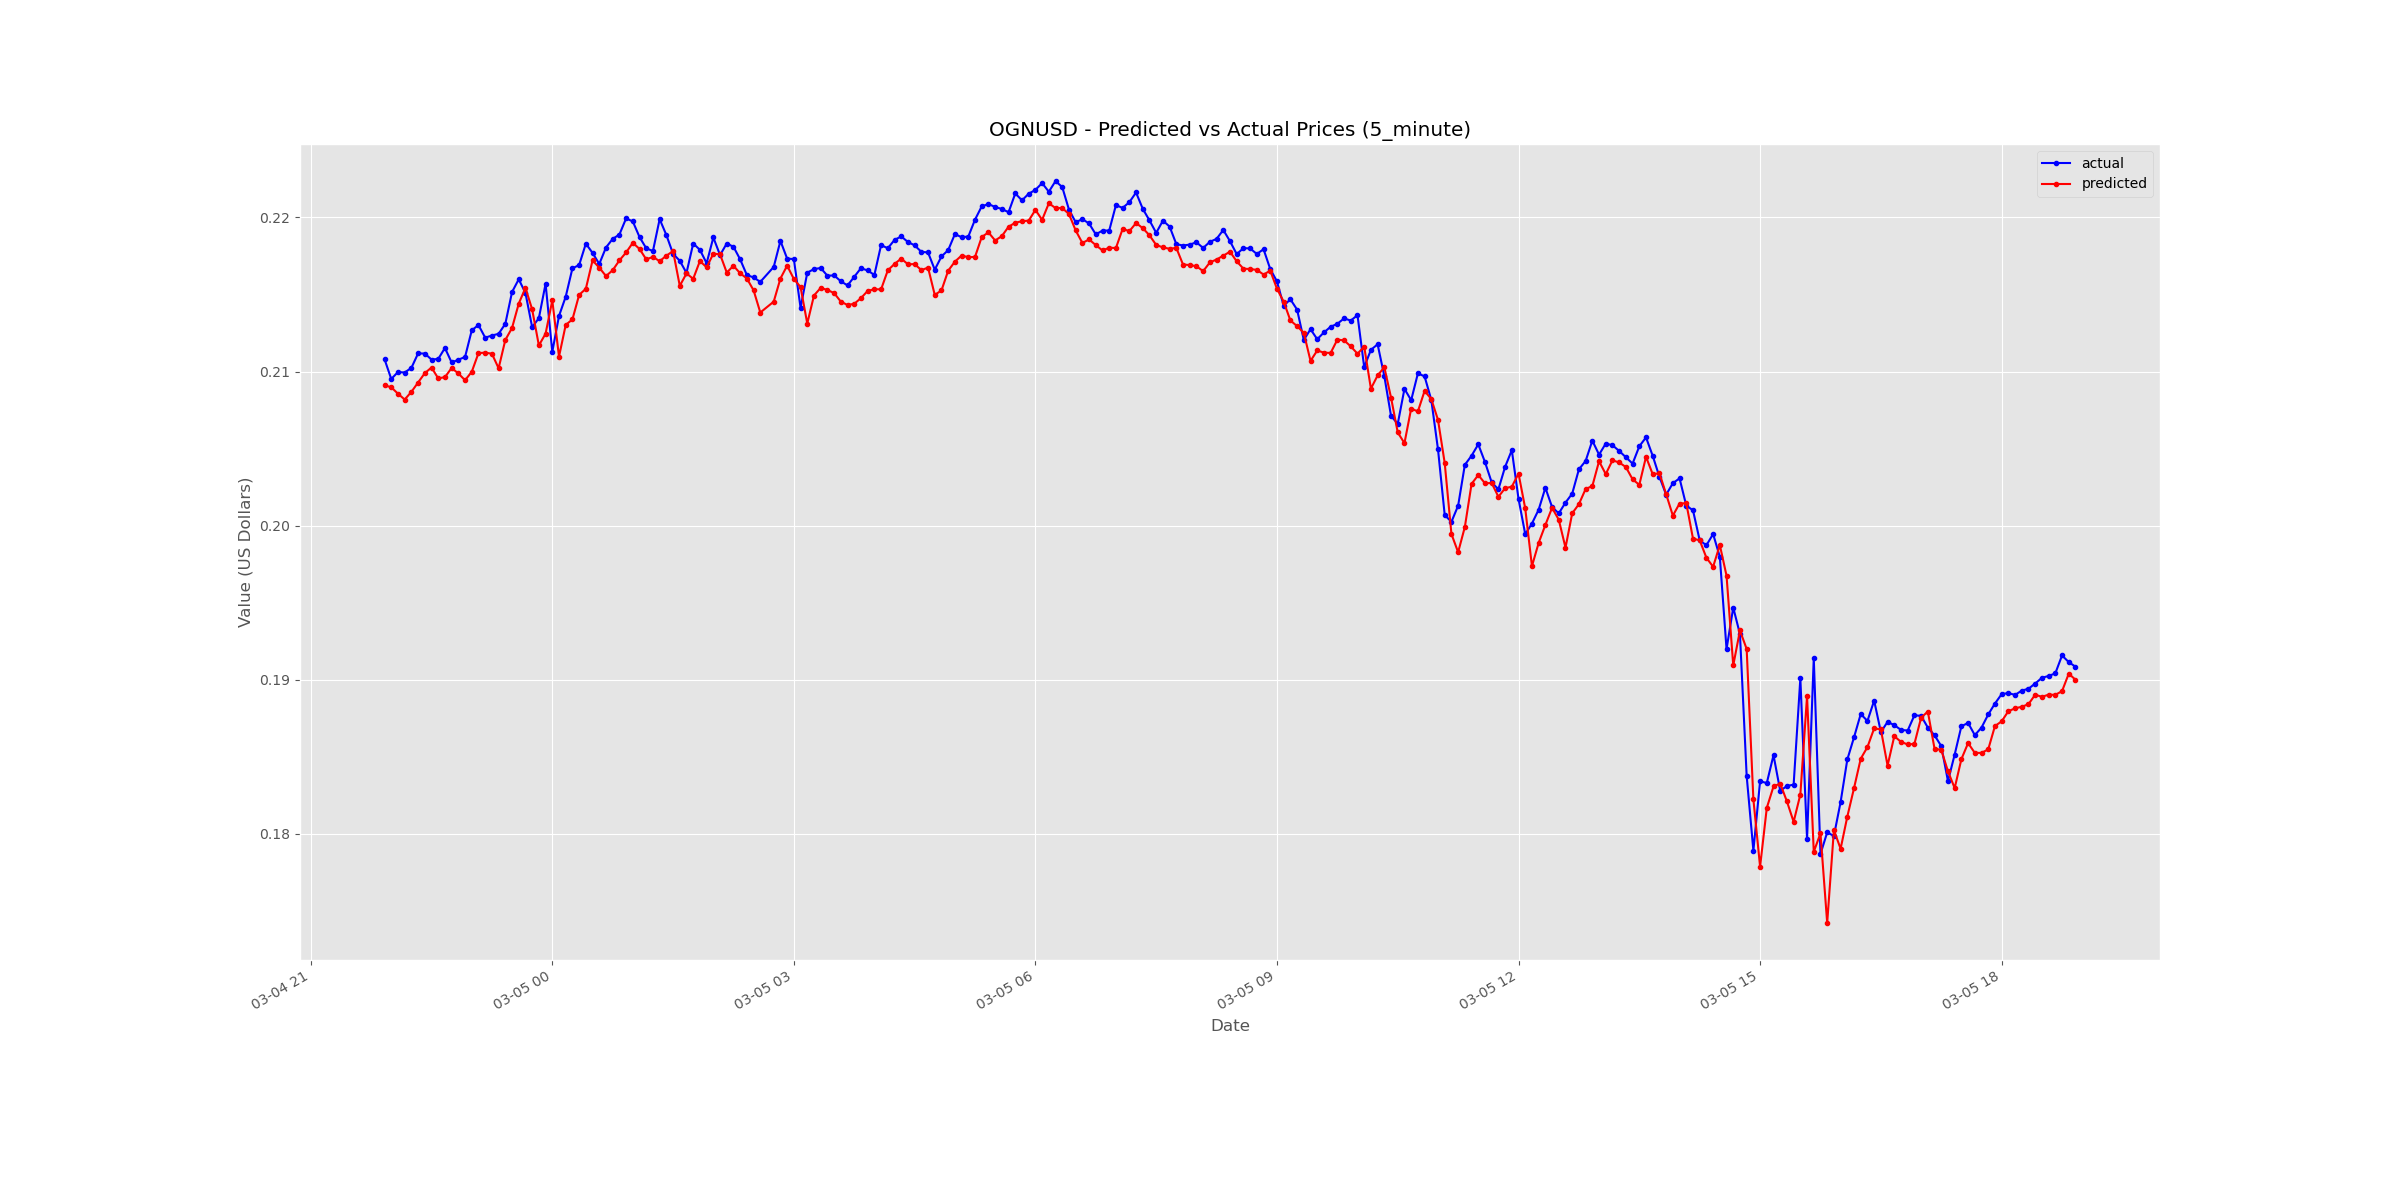 OGNUSD - Predicted vs Actual Prices (5_minute)
actual
predicted
0.22
0.21
0.20
0.19
0.18
Value (US Dollars)
03-04 21
03-05 00
03-05 03
03-05 06
03-05 09
03-05 12
03-05 15
03-05 18
Date